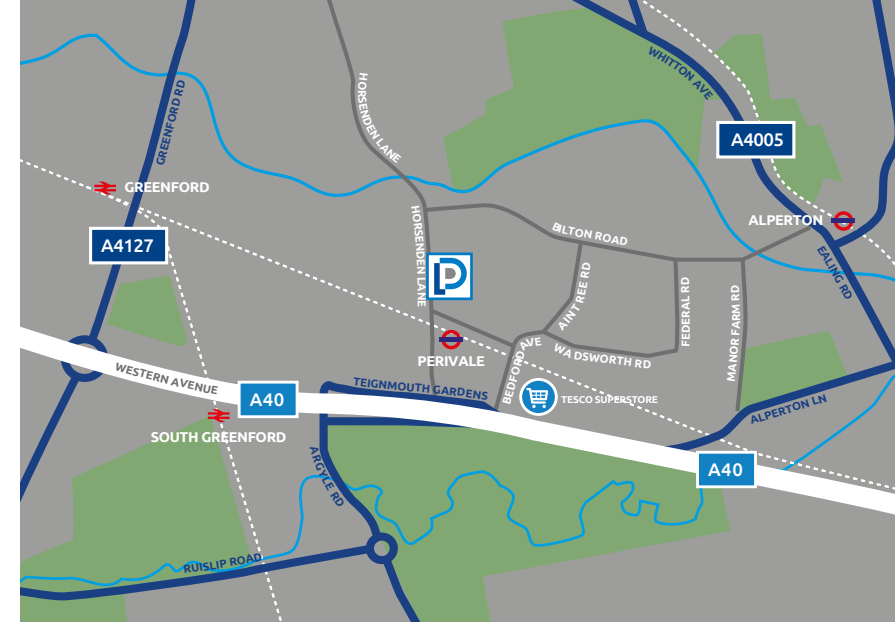 WHITTON AVE
HORSENDEN LANE
GREENFORD RD
A4005
GREENFORD
ALPERTON
HORSENDEN LANE
BILTON ROAD
A4127
EALING RD
P
AINTREE RD
FEDERAL RD
MANOR FARM RD
PERIVALE
BEDFORD AVE
WADSWORTH RD
WESTERN AVENUE
A40
TEIGNMOUTH GARDENS
TESCO SUPERSTORE
ALPERTON LN
SOUTH GREENFORD
ARGYLE RD
A40
RUISLIP ROAD